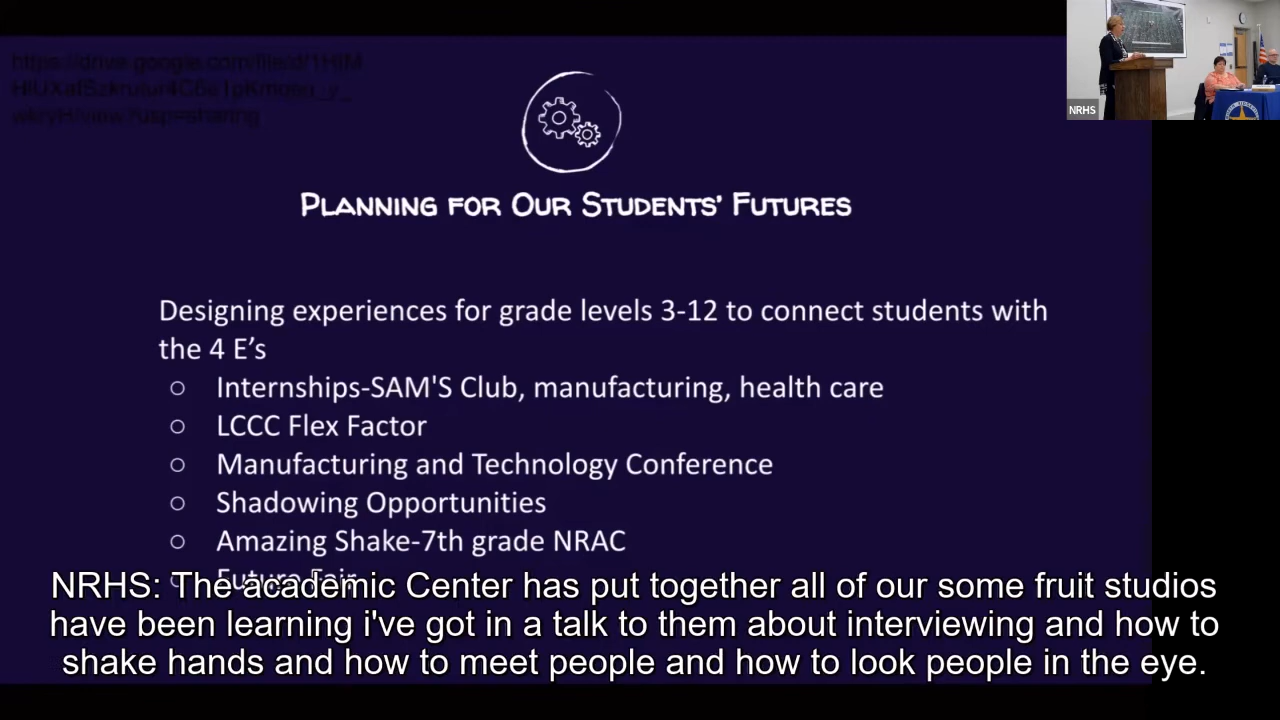 NRHS
PLANNING FOR OUR STUDENTS' FUTURES
Designing experiences for grade levels 3-12 to connect students with
the 4 E's
○ Internships-SAM'S Club, manufacturing, health care
○ LCCC Flex Factor
○ Manufacturing and Technology Conference
○ Shadowing Opportunities
○ Amazing Shake-7th grade NRAC
○ Future Fair
NRHS: The academic Center has put together all of our some fruit studios
have been learning i've got in a talk to them about interviewing and how to
shake hands and how to meet people and how to look people in the eye.